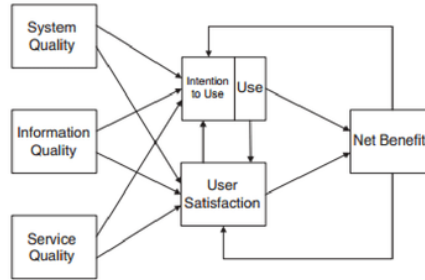 System
Quality
Intention
to Use
Use
Information
Quality
Net Benefit
User
Satisfaction
Service
Quality